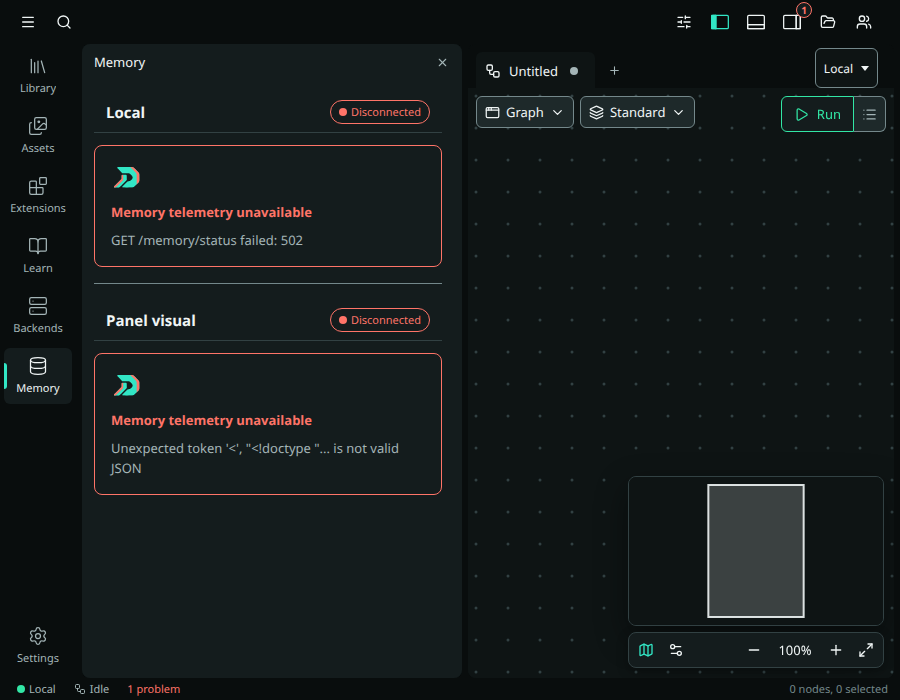 1
Library
Assets
Extensions
Learn
Backends
Memory
Settings
Memory
Local
Disconnected
Memory telemetry unavailable
GET /memory/status failed: 502
Panel visual
Disconnected
Memory telemetry unavailable
Unexpected token '<', "<!doctype "... is not valid
JSON
Untitled
Local
Graph
Standard
Run
100%
Local
Idle
1 problem
0 nodes, 0 selected